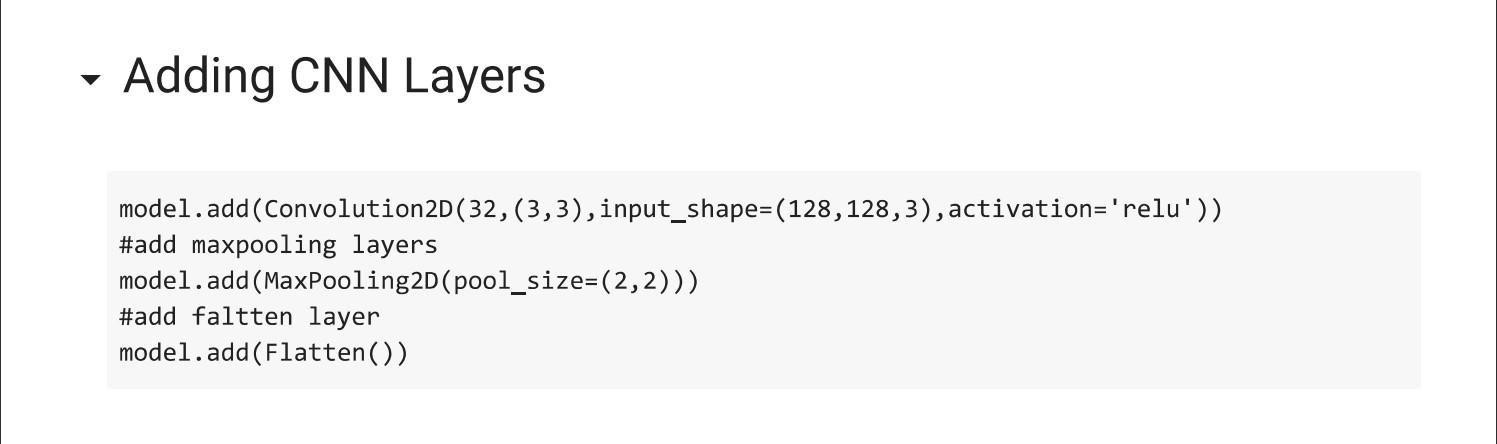 Adding CNN Layers
model.add(Convolution2D(32,(3,3),input_shape=(128,128,3),activation='relu'))
#add maxpooling layers
model.add(MaxPooling2D(pool_size=(2,2)))
#add faltten layer
model.add(Flatten())